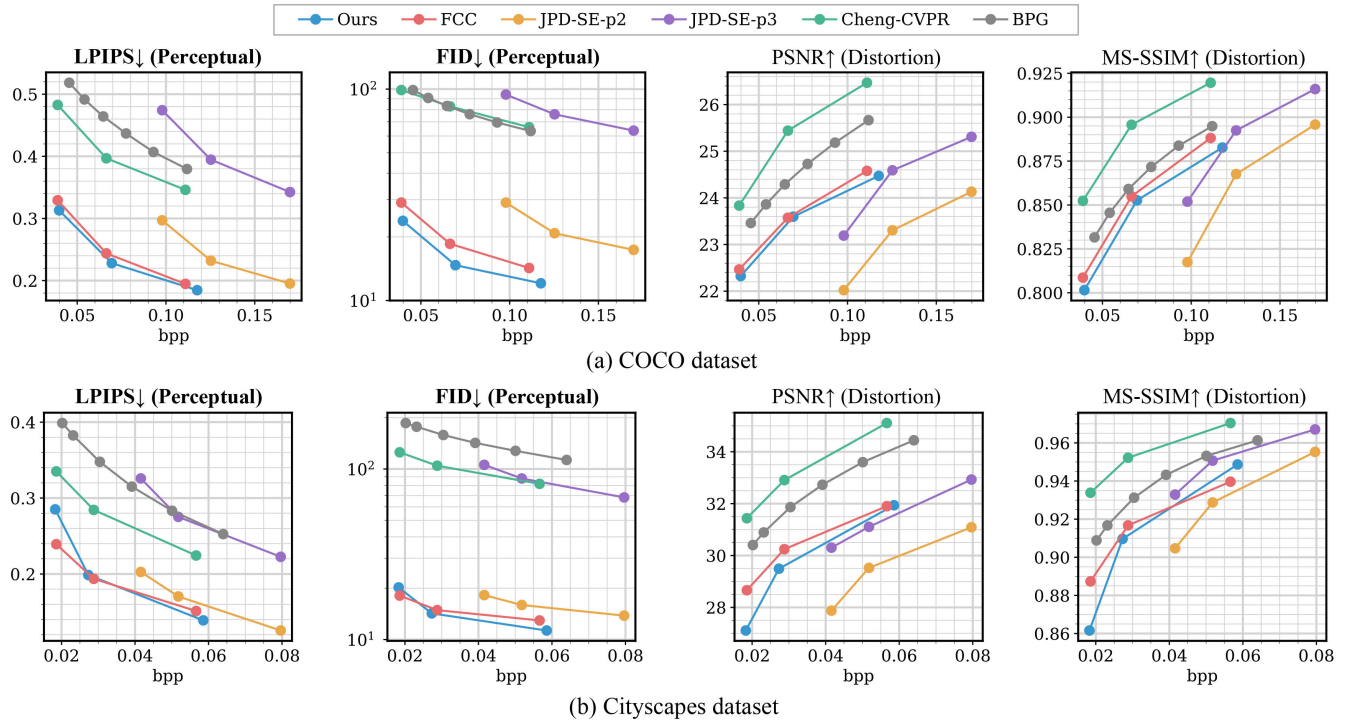 Ours FCC JPD-SE-p2 JPD-SE-p3 Cheng-CVPR BPG
LPIPS↓ (Perceptual)
0.5
0.4
0.3
0.2
0.05 0.10 0.15
bpp
FID↓ (Perceptual)
10²
10¹
0.05 0.10 0.15
bpp
PSNR↑ (Distortion)
26
25
24
23
22
0.05 0.10 0.15
bpp
MS-SSIM↑ (Distortion)
0.925
0.900
0.875
0.850
0.825
0.800
0.05 0.10 0.15
bpp
(a) COCO dataset
LPIPS↓ (Perceptual)
0.4
0.3
0.2
0.02 0.04 0.06 0.08
bpp
FID↓ (Perceptual)
10²
10¹
0.02 0.04 0.06 0.08
bpp
PSNR↑ (Distortion)
34
32
30
28
0.02 0.04 0.06 0.08
bpp
MS-SSIM↑ (Distortion)
0.96
0.94
0.92
0.90
0.88
0.86
0.02 0.04 0.06 0.08
bpp
(b) Cityscapes dataset